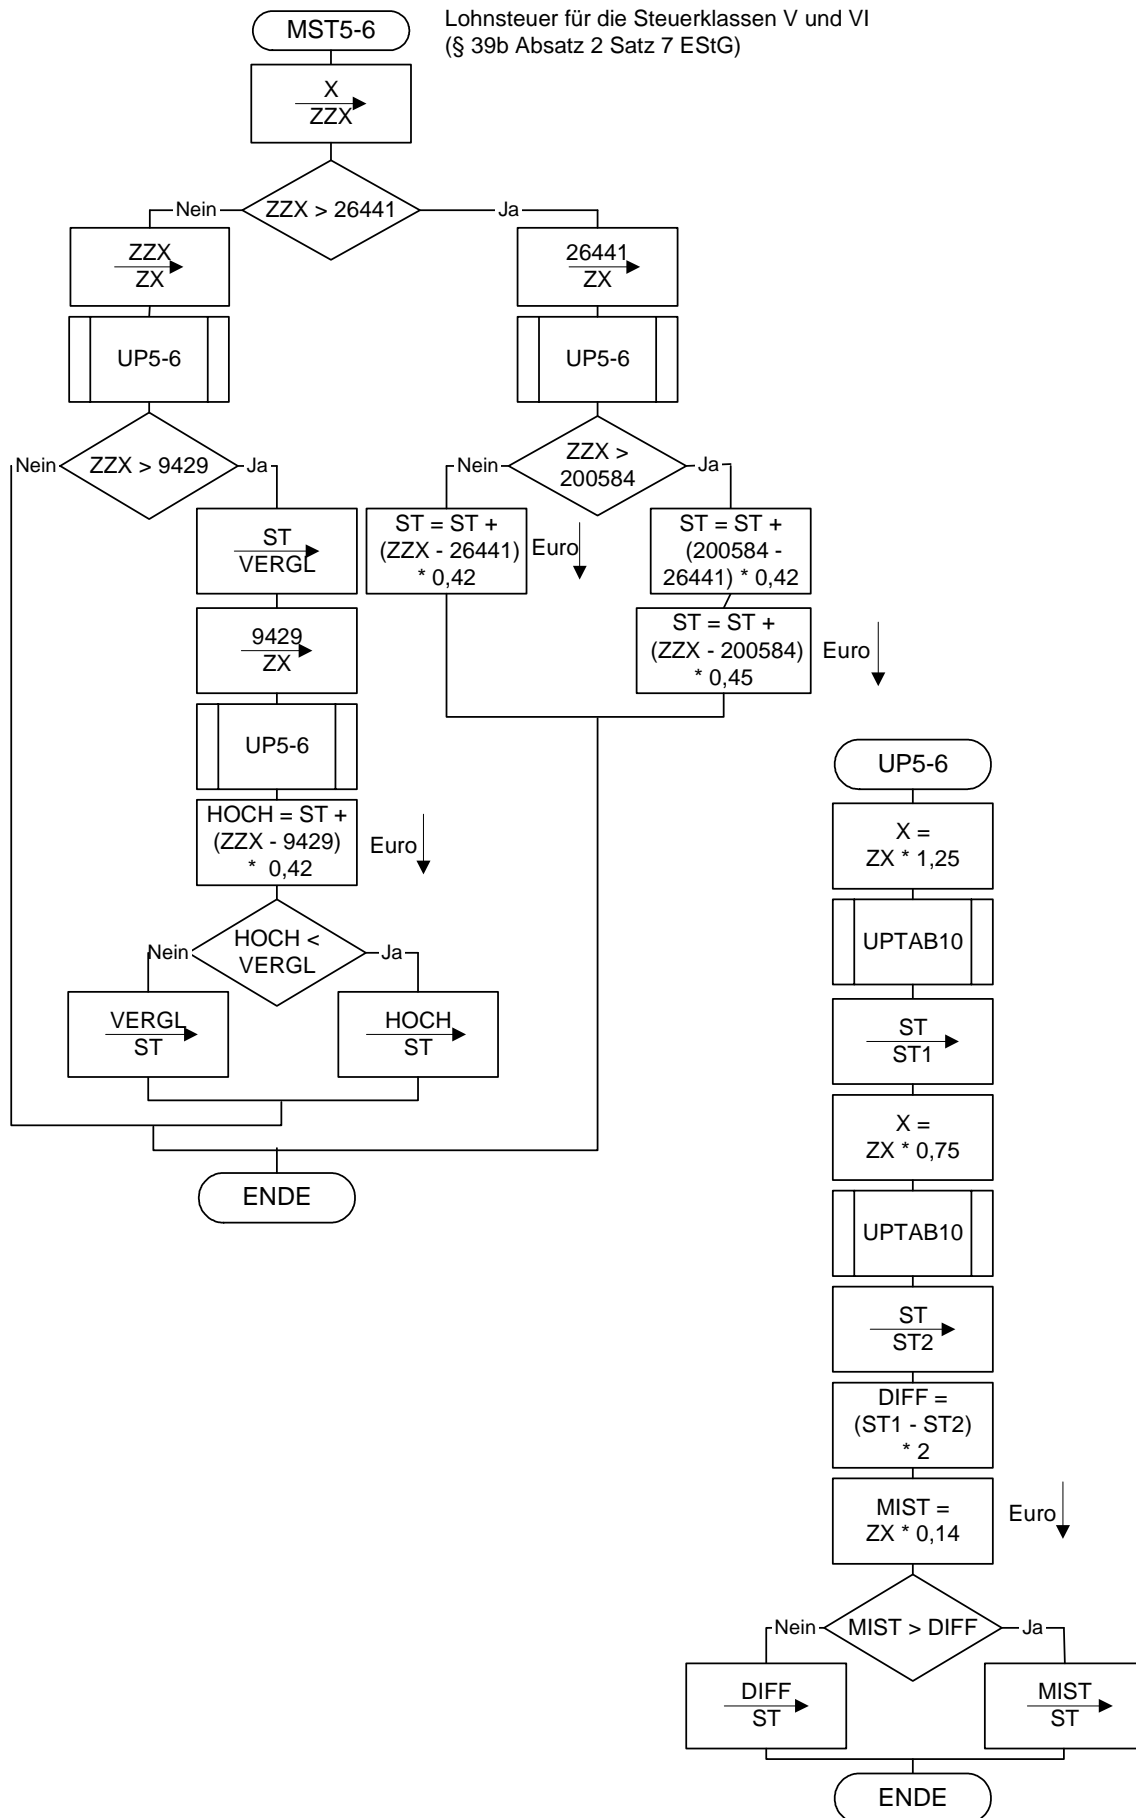 MST5-6
Lohnsteuer für die Steuerklassen V und VI
(§ 39b Absatz 2 Satz 7 EStG)
X
ZZX
Nein
ZZX > 26441
Ja
ZZX
ZX
26441
ZX
UP5-6
UP5-6
Nein
ZZX > 9429
Ja
Nein
ZZX >
200584
Ja
ST
VERGL
ST = ST +
(ZZX - 26441)
* 0,42
Euro
ST = ST +
(200584 -
26441) * 0,42
9429
ZX
ST = ST +
(ZZX - 200584)
* 0,45
Euro
UP5-6
HOCH = ST +
(ZZX - 9429)
* 0,42
Euro
Nein
HOCH <
VERGL
Ja
VERGL
ST
HOCH
ST
ENDE
UP5-6
X =
ZX * 1,25
UPTAB10
ST
ST1
X =
ZX * 0,75
UPTAB10
ST
ST2
DIFF =
(ST1 - ST2)
* 2
MIST =
ZX * 0,14
Euro
Nein
MIST > DIFF
Ja
DIFF
ST
MIST
ST
ENDE